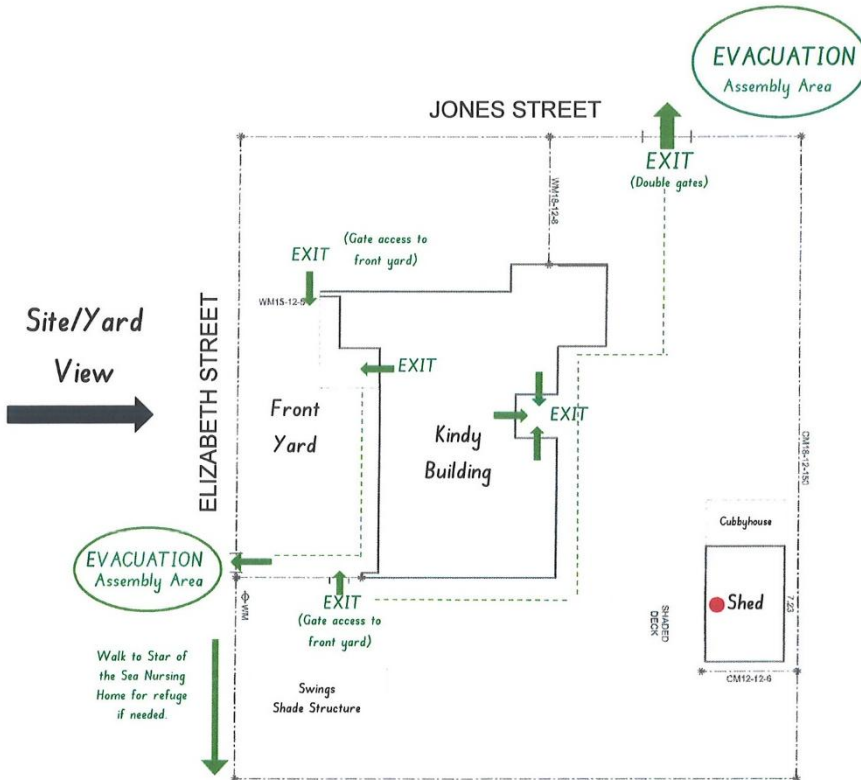 EVACUATION
Assembly Area
JONES STREET
EXIT
(Double gates)
WM18-12-8
(Gate access to
front yard)
EXIT
WM15-12-5
Site/Yard
View
ELIZABETH STREET
EXIT
Front
Yard
Kindy
Building
EXIT
CM18-12-150
Cubbyhouse
EVACUATION
Assembly Area
EXIT
(Gate access to
front yard)
WM
SHADED
DECK
Shed
7.23
CM12-12-6
Walk to Star of
the Sea Nursing
Home for refuge
if needed.
Swings
Shade Structure